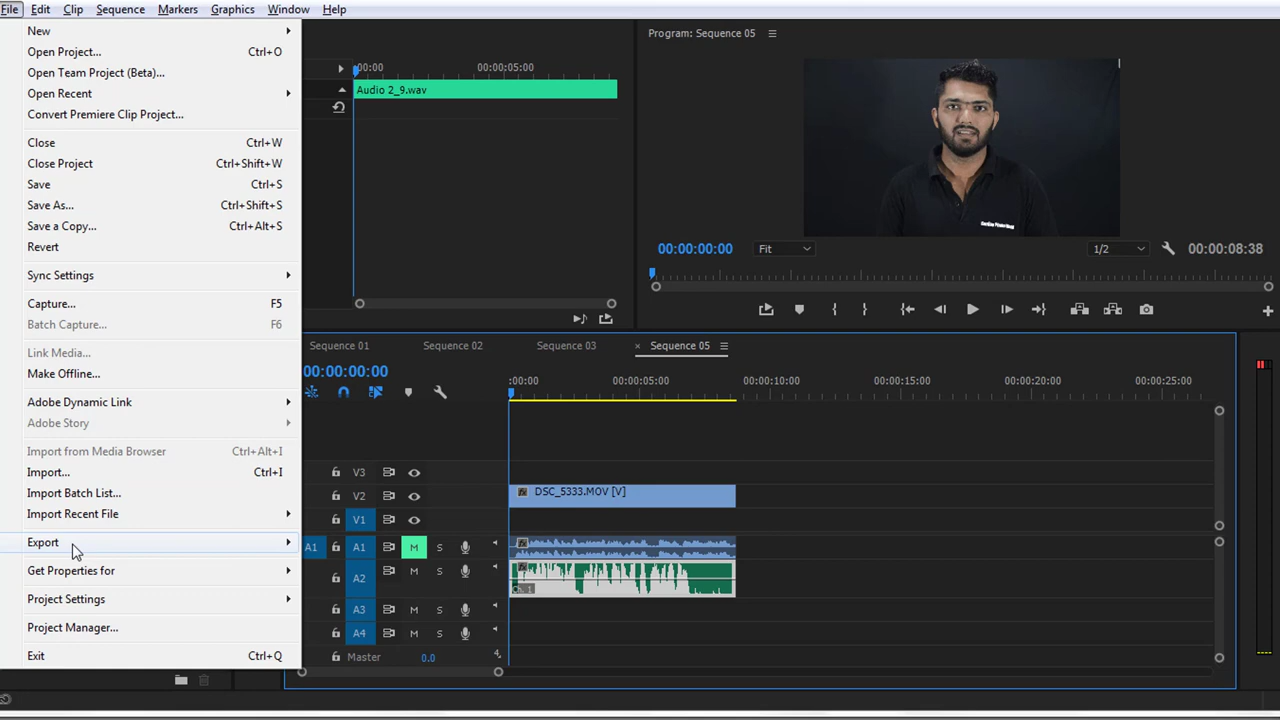 File Edit Clip Sequence Markers Graphics Window Help
New
Open Project... Ctrl+O
Open Team Project (Beta)...
Open Recent
Convert Premiere Clip Project...
Close Ctrl+W
Close Project Ctrl+Shift+W
Save Ctrl+S
Save As... Ctrl+Shift+S
Save a Copy... Ctrl+Alt+S
Revert
Sync Settings
Capture... F5
Batch Capture... F6
Link Media...
Make Offline...
Adobe Dynamic Link
Adobe Story
Import from Media Browser Ctrl+Alt+I
Import... Ctrl+I
Import Batch List...
Import Recent File
Export
Get Properties for
Project Settings
Project Manager...
Exit Ctrl+Q
:00:00 00:00:05:00
Audio 2_9.wav
Program: Sequence 05
00:00:00:00 Fit 1/2 00:00:08:38
Sequence 01 Sequence 02 Sequence 03 × Sequence 05
00:00:00:00
:00:00 00:00:05:00 00:00:10:00 00:00:15:00 00:00:20:00 00:00:25:00
V3
V2 fx DSC_5333.MOV [V]
V1
A1 A1 M S fx
A2 M S fx
A3 M S
A4 M S
Master 0.0